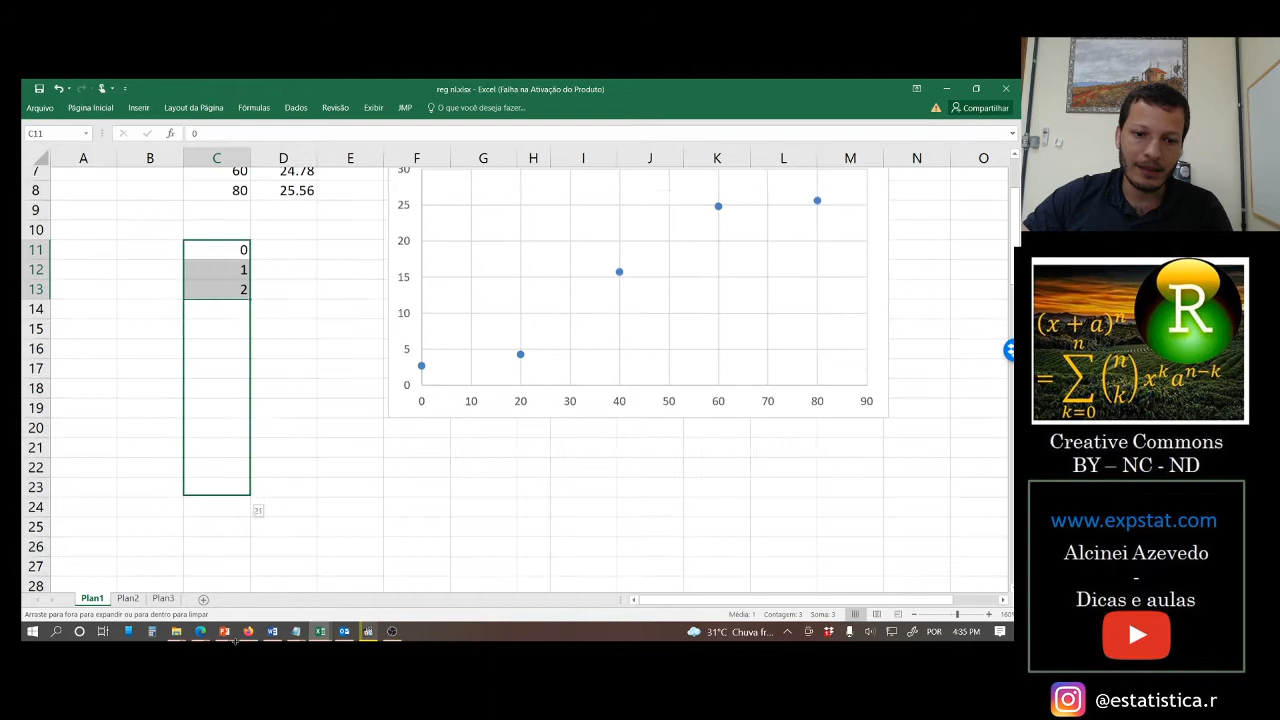 reg nl.xlsx - Excel (Falha na Ativação do Produto)
Arquivo Página Inicial Inserir Layout da Página Fórmulas Dados Revisão Exibir JMP O que você deseja fazer... Compartilhar
C11 fx 0
A B C D E F G H I J K L M N O
7 60 24.78
8 80 25.56
9
10
11 0
12 1
13 2
14
15
16
17
18
19
20
21
22
23
24
25
26
27
28
21
30
25
20
15
10
5
0
0 10 20 30 40 50 60 70 80 90
Plan1 Plan2 Plan3
Arraste para fora para expandir ou para dentro para limpar Média: 1 Contagem: 3 Soma: 3 160%
31°C Chuva fr... POR 4:35 PM
R
(x + a)^n
= ∑_{k=0}^{n} (n k) x^k a^{n-k}
Creative Commons
BY – NC - ND
www.expstat.com
Alcinei Azevedo
-
Dicas e aulas
@estatistica.r